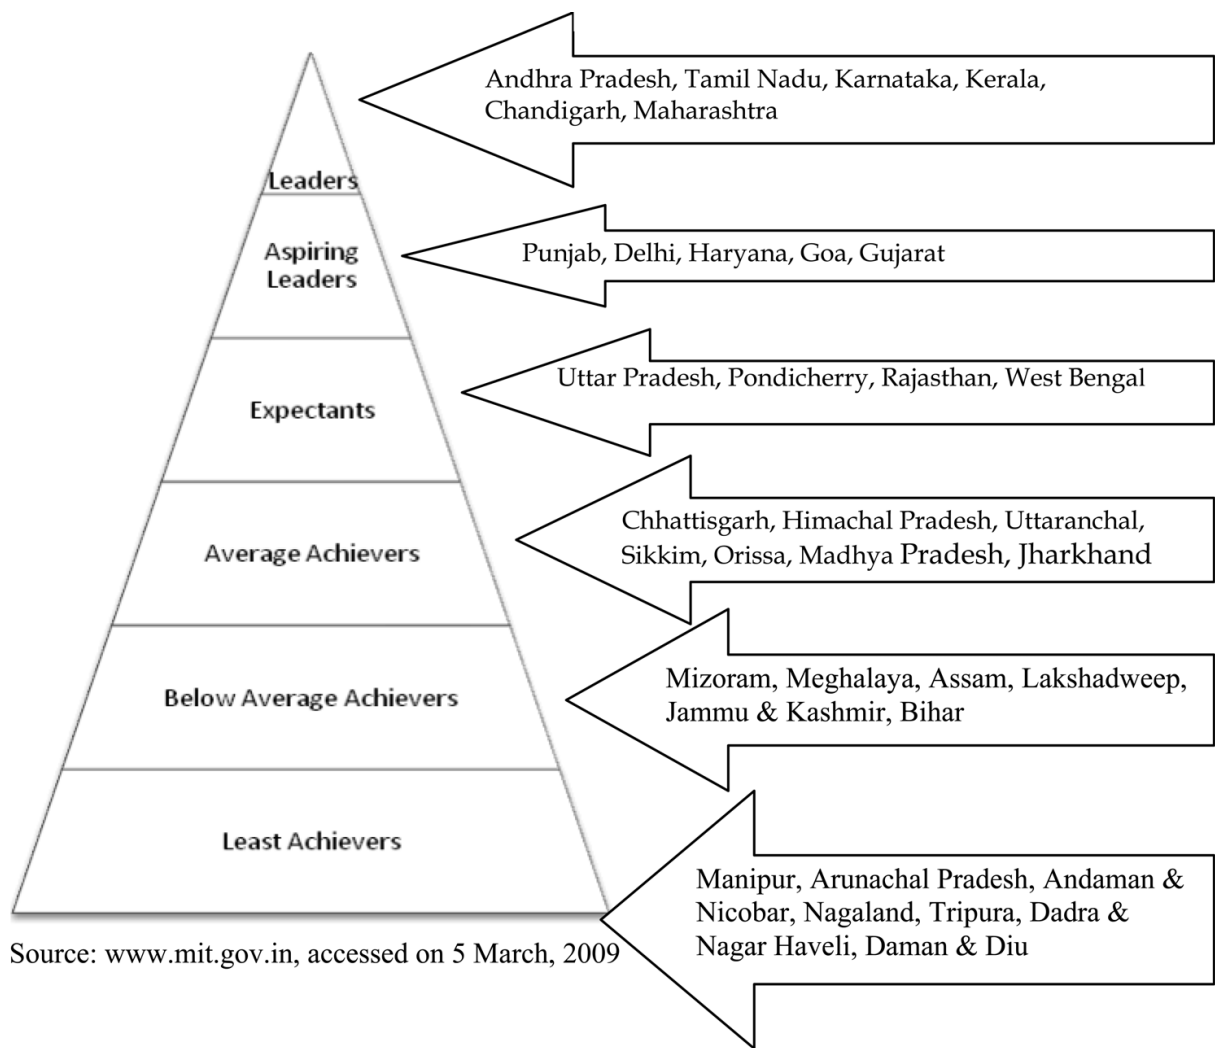 Andhra Pradesh, Tamil Nadu, Karnataka, Kerala,
Chandigarh, Maharashtra
Leaders
Aspiring
Leaders
Punjab, Delhi, Haryana, Goa, Gujarat
Uttar Pradesh, Pondicherry, Rajasthan, West Bengal
Expectants
Chhattisgarh, Himachal Pradesh, Uttaranchal,
Sikkim, Orissa, Madhya Pradesh, Jharkhand
Average Achievers
Mizoram, Meghalaya, Assam, Lakshadweep,
Jammu & Kashmir, Bihar
Below Average Achievers
Least Achievers
Manipur, Arunachal Pradesh, Andaman &
Nicobar, Nagaland, Tripura, Dadra &
Nagar Haveli, Daman & Diu
Source: www.mit.gov.in, accessed on 5 March, 2009